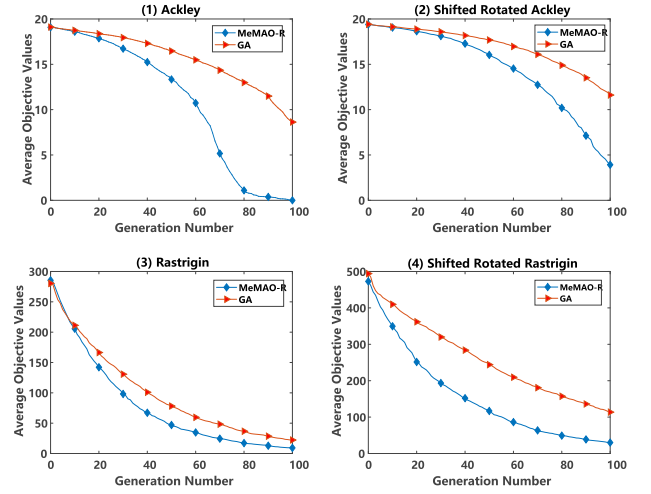 (1) Ackley
Average Objective Values
20
15
10
5
0
MeMAO-R
GA
0 20 40 60 80 100
Generation Number
(2) Shifted Rotated Ackley
Average Objective Values
20
15
10
5
0
MeMAO-R
GA
0 20 40 60 80 100
Generation Number
(3) Rastrigin
Average Objective Values
300
250
200
150
100
50
0
MeMAO-R
GA
0 20 40 60 80 100
Generation Number
(4) Shifted Rotated Rastrigin
Average Objective Values
500
400
300
200
100
0
MeMAO-R
GA
0 20 40 60 80 100
Generation Number